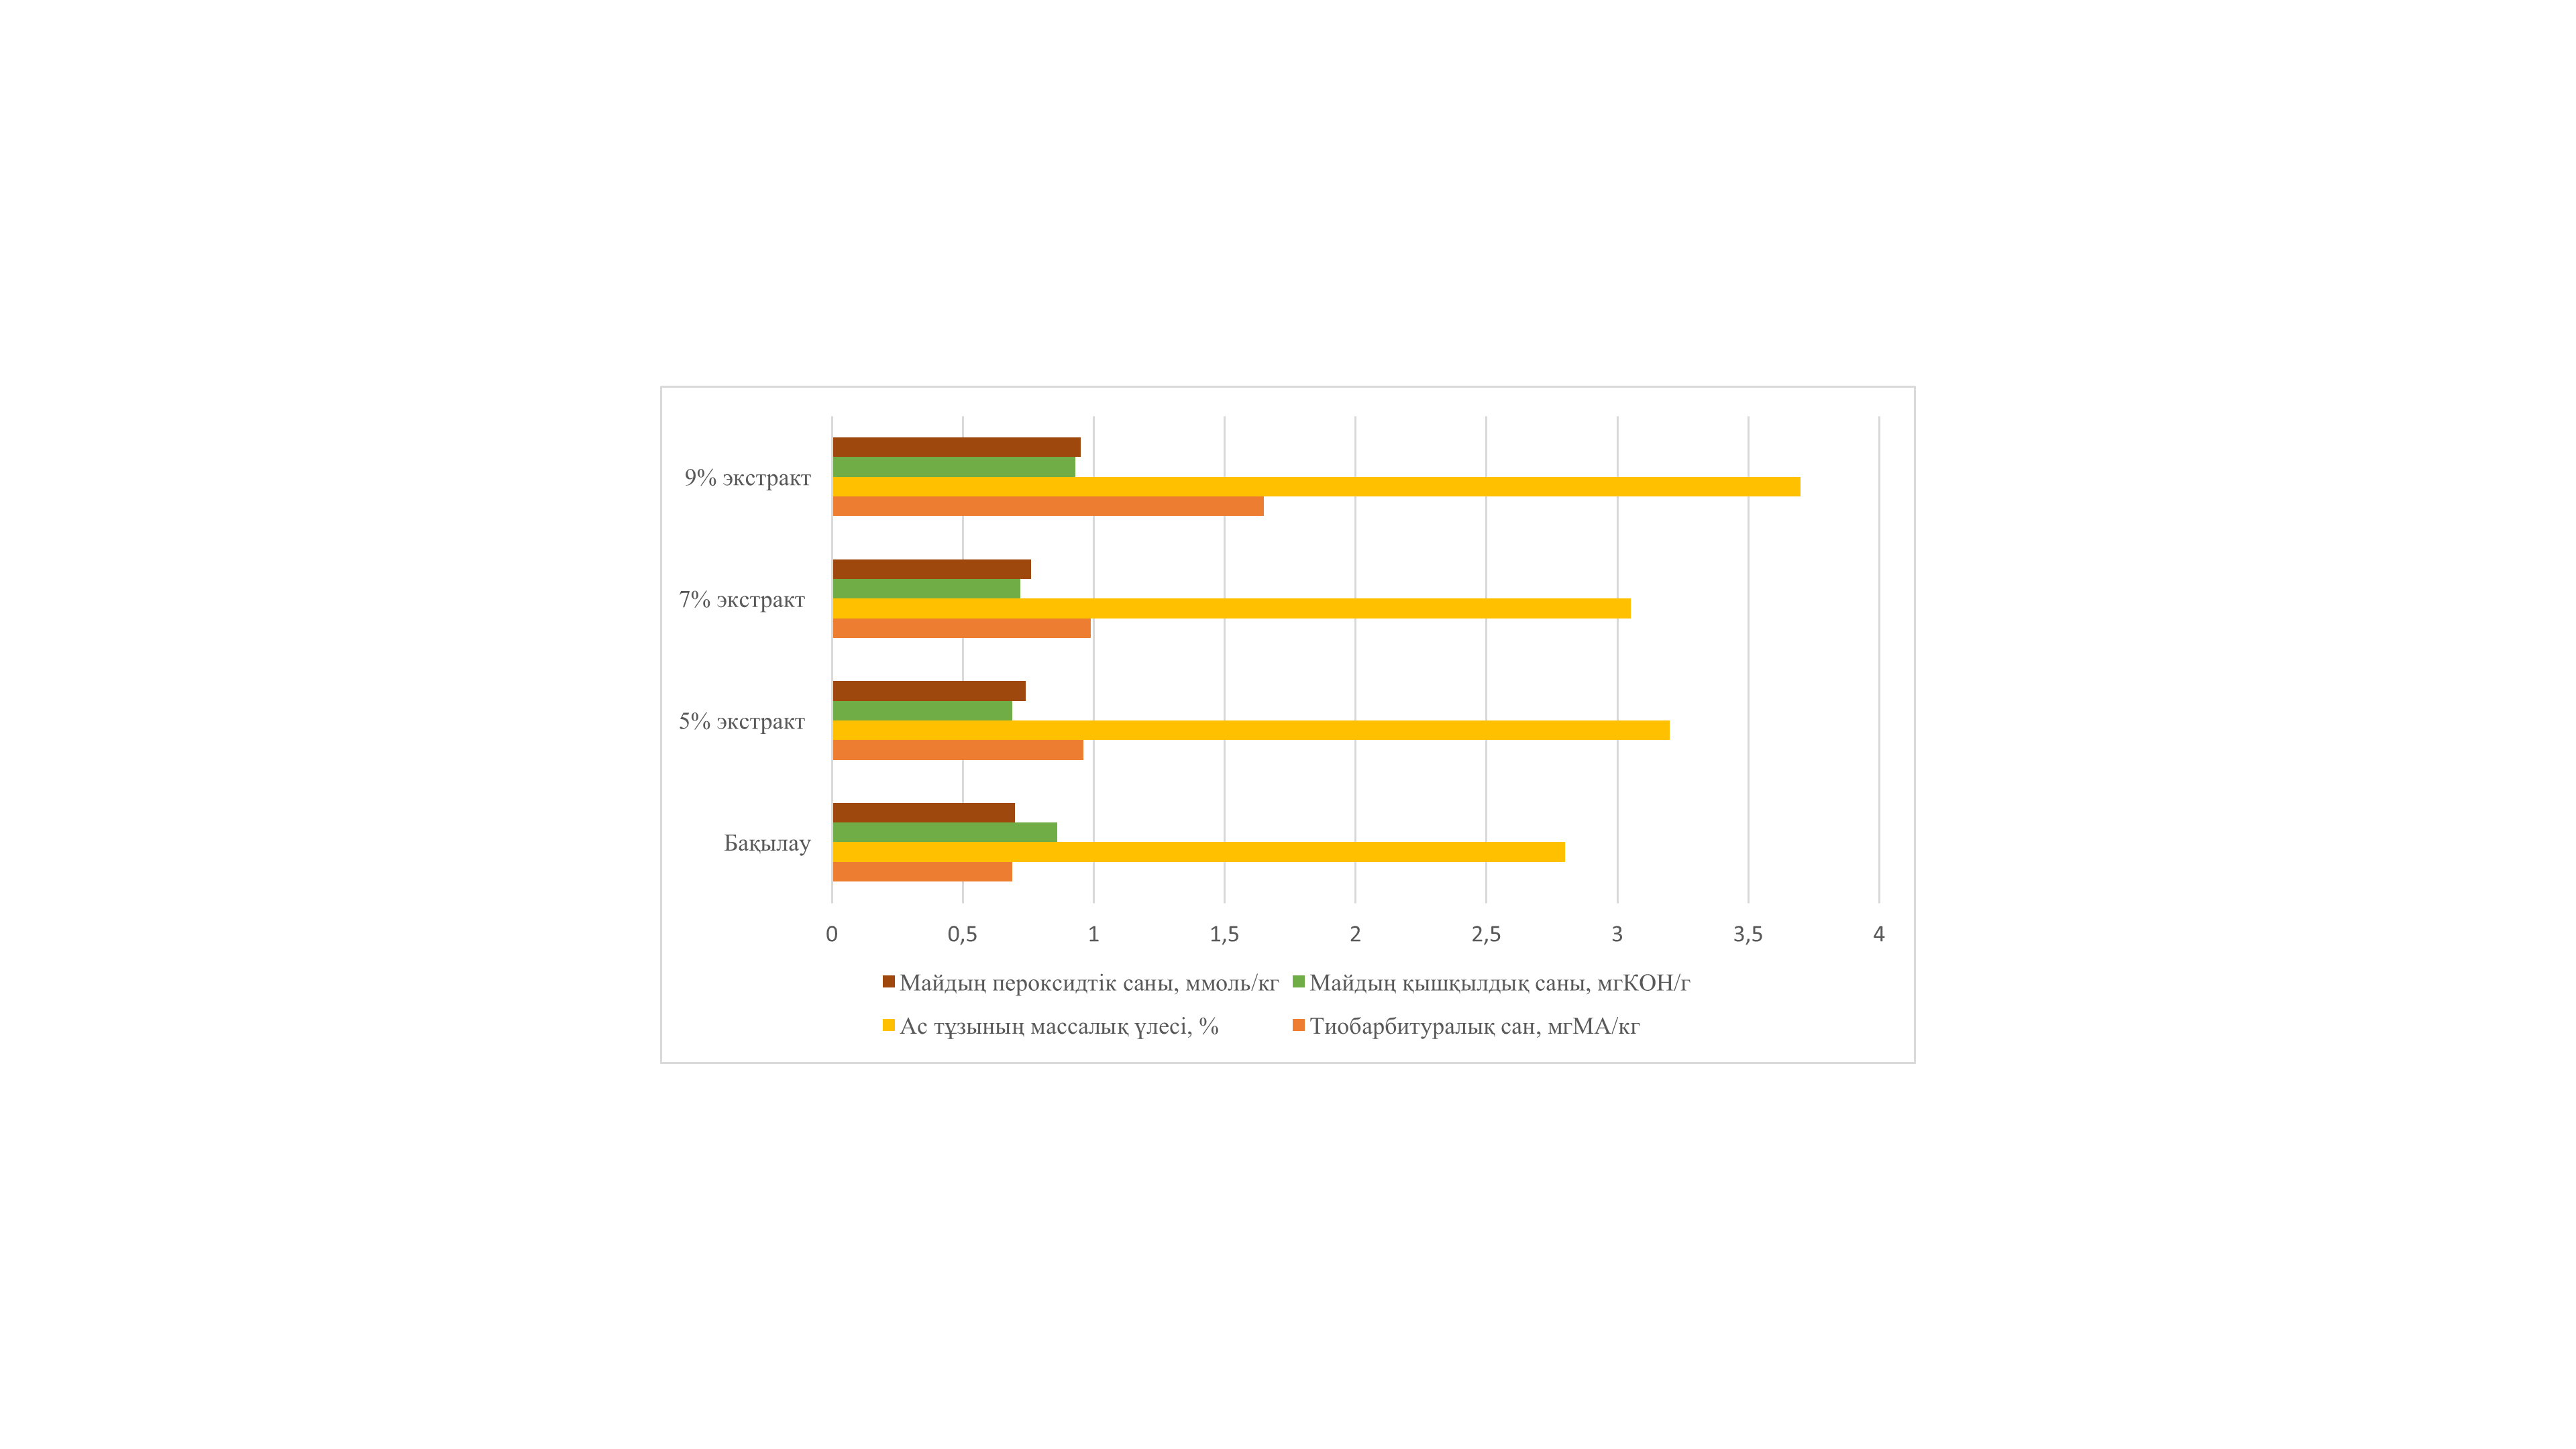 9% экстракт
7% экстракт
5% экстракт
Бақылау
0 0,5 1 1,5 2 2,5 3 3,5 4
Майдың пероксидтік саны, ммоль/кг Майдың қышқылдық саны, мгКОН/г
Ас тұзының массалық үлесі, % Тиобарбитуралық сан, мгМА/кг